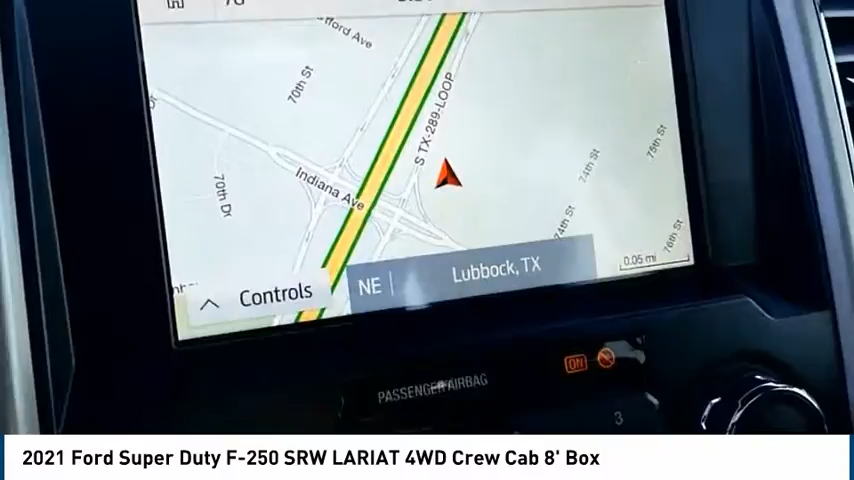 70th St
S TX-289-LOOP
Indiana Ave
70th Dr
74th St
75th St
74th St
76th St
0.05 mi
NE
Lubbock, TX
Controls
ON
PASSENGER AIRBAG
3
2021 Ford Super Duty F-250 SRW LARIAT 4WD Crew Cab 8' Box